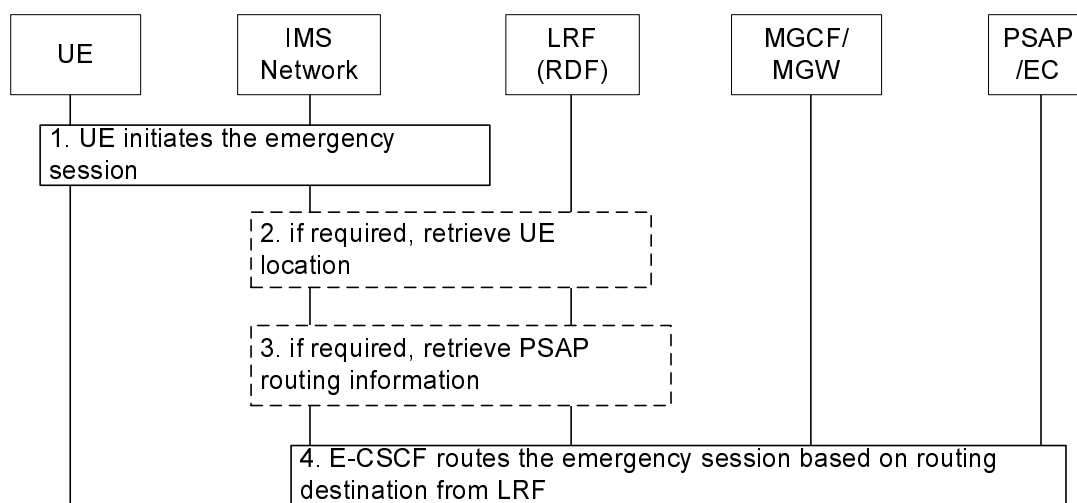 UE
IMS
Network
LRF
(RDF)
MGCF/
MGW
PSAP
/EC
1. UE initiates the emergency
session
2. if required, retrieve UE
location
3. if required, retrieve PSAP
routing information
4. E-CSCF routes the emergency session based on routing
destination from LRF